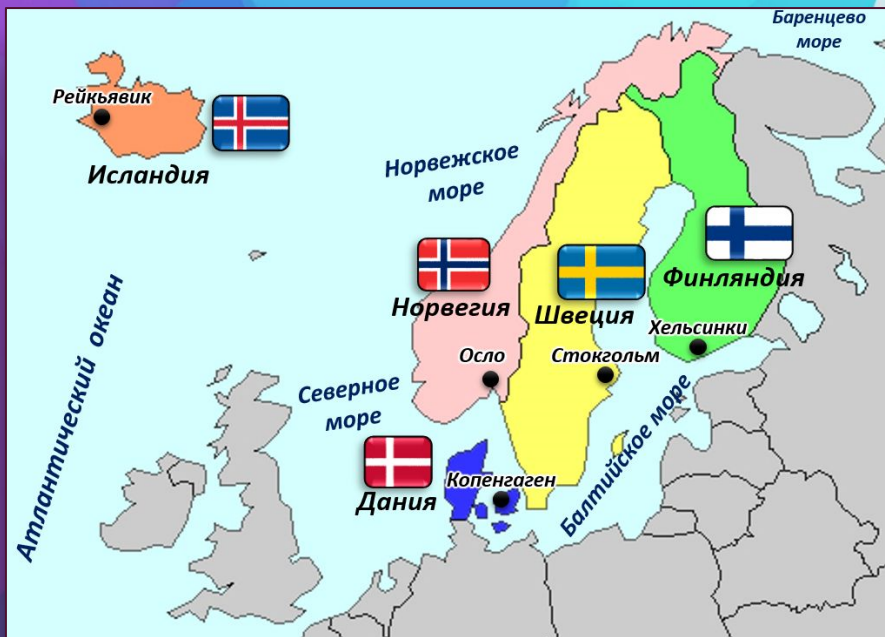 Баренцево
море
Рейкьявик
Исландия
Норвежское
море
Норвегия
Швеция
Финляндия
Хельсинки
Осло
Стокгольм
Атлантический океан
Северное
море
Балтийское море
Дания
Копенгаген